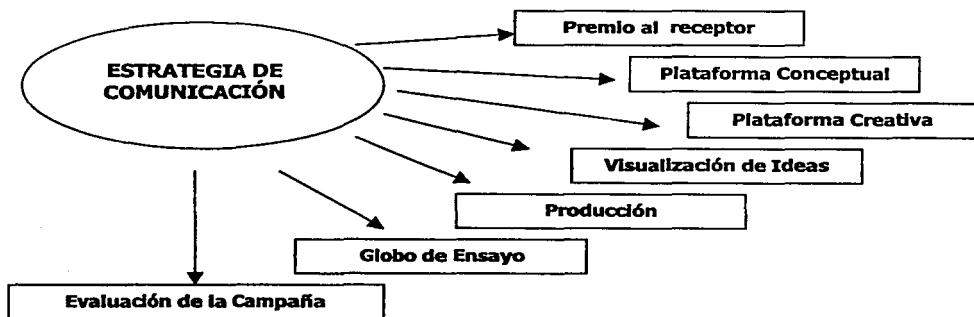 Premio al receptor
ESTRATEGIA DE
COMUNICACIÓN
Plataforma Conceptual
Plataforma Creativa
Visualización de Ideas
Producción
Globo de Ensayo
Evaluación de la Campaña